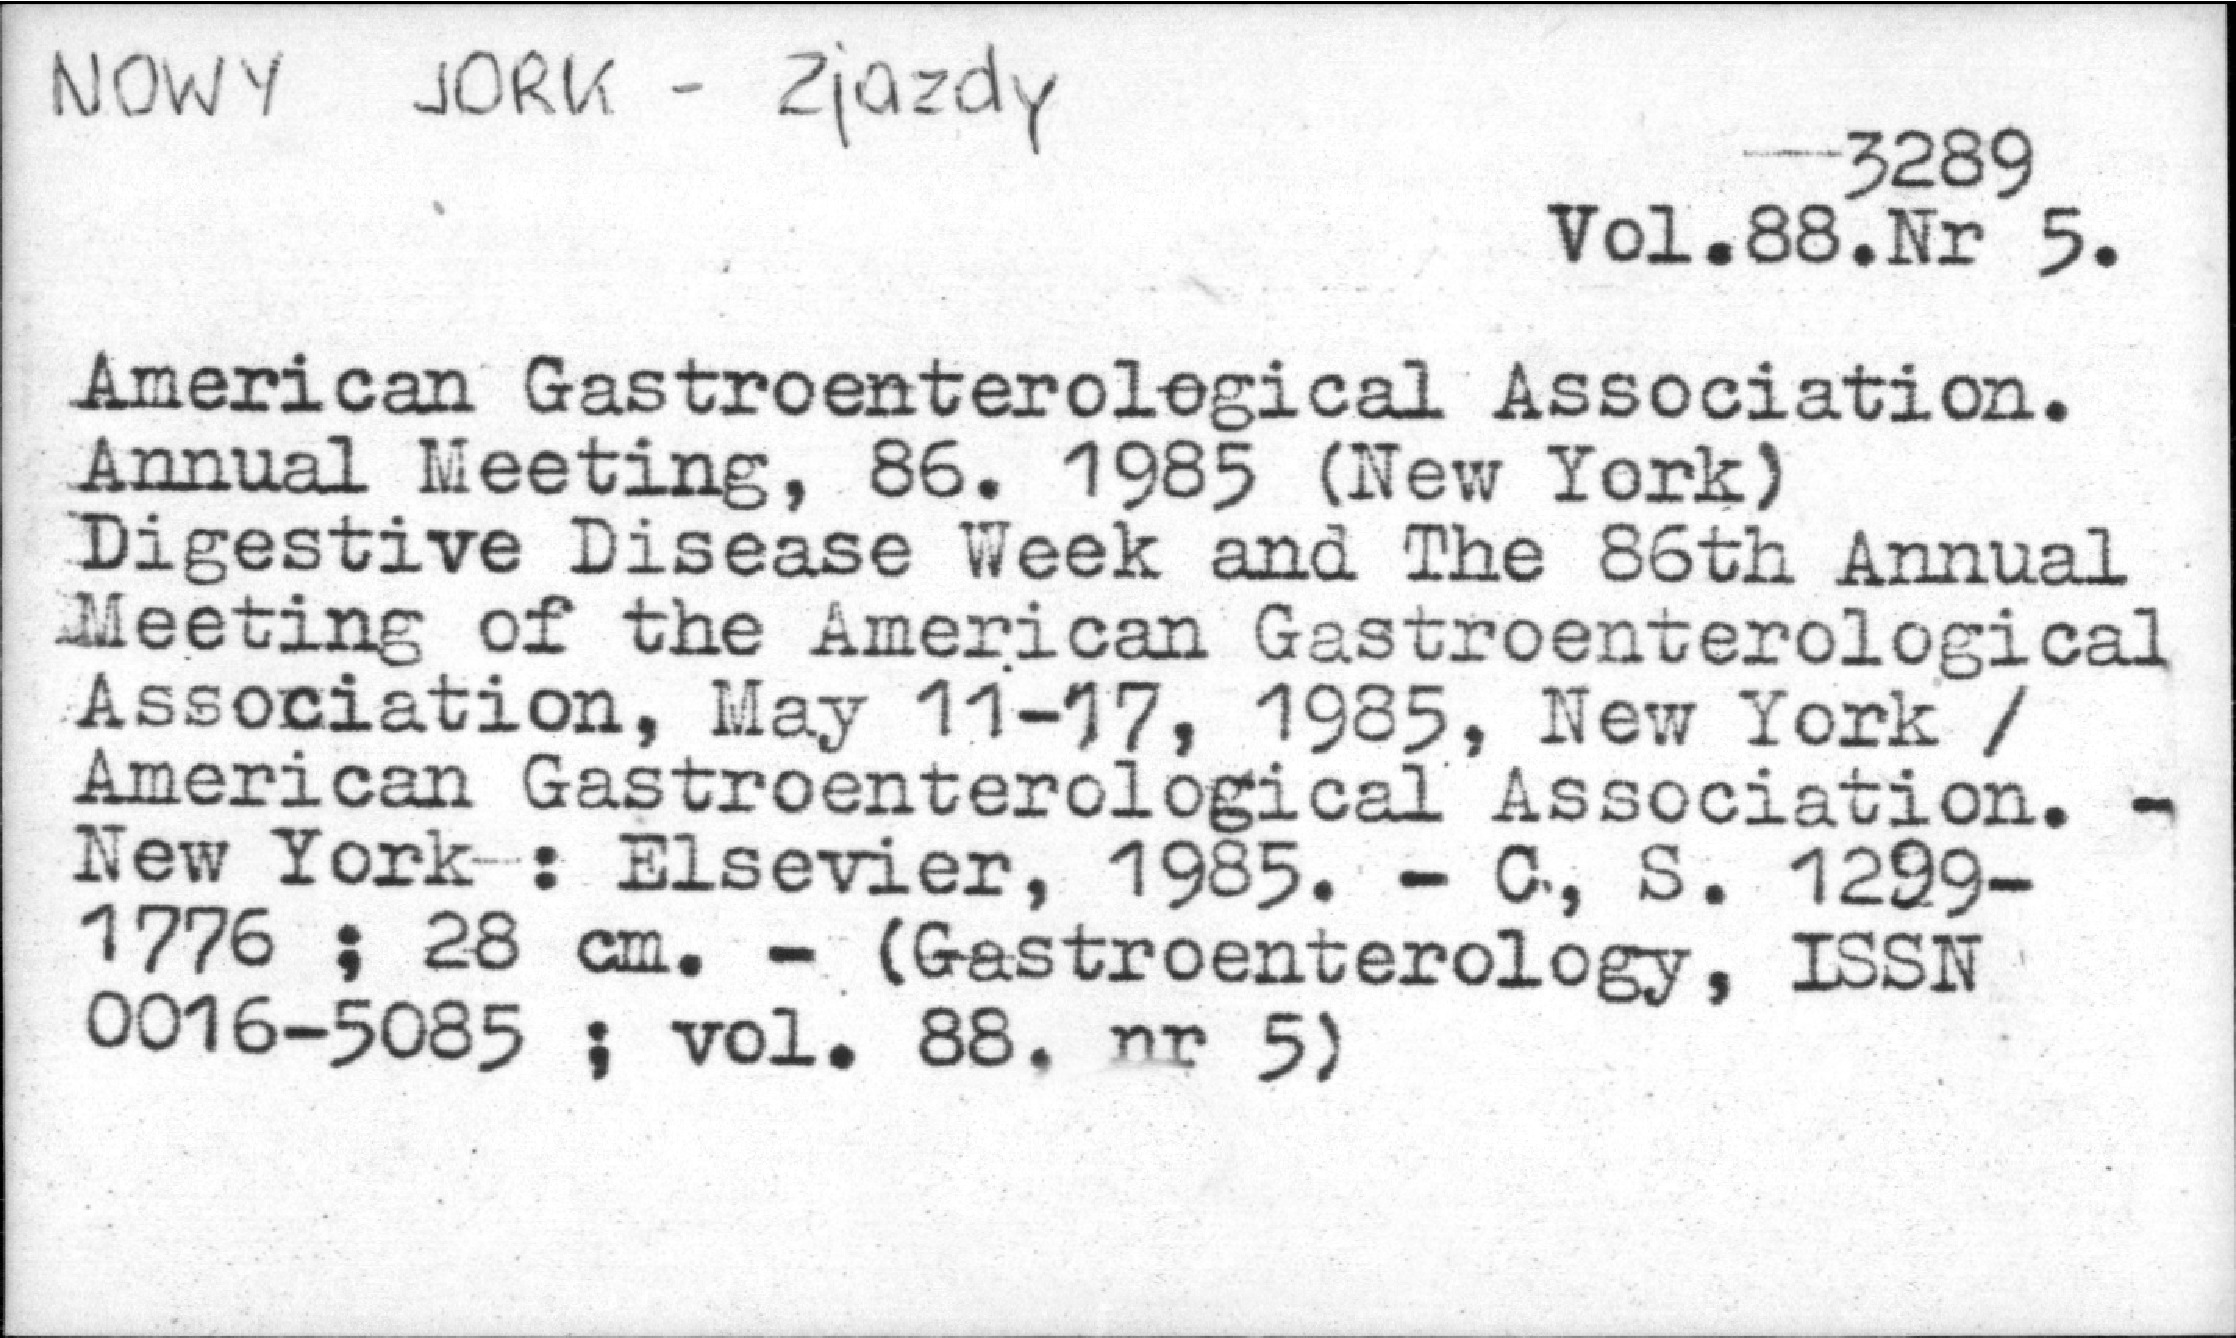 NOWY JORK - Zjazdy
3289
Vol.88.Nr 5.
American Gastroenterological Association.
Annual Meeting, 86. 1985 (New York)
Digestive Disease Week and The 86th Annual
Meeting of the American Gastroenterological
Association, May 11-17, 1985, New York /
American Gastroenterological Association. -
New York : Elsevier, 1985. - C, S. 1299-
1776 ; 28 cm. - (Gastroenterology, ISSN
0016-5085 ; vol. 88. nr 5)